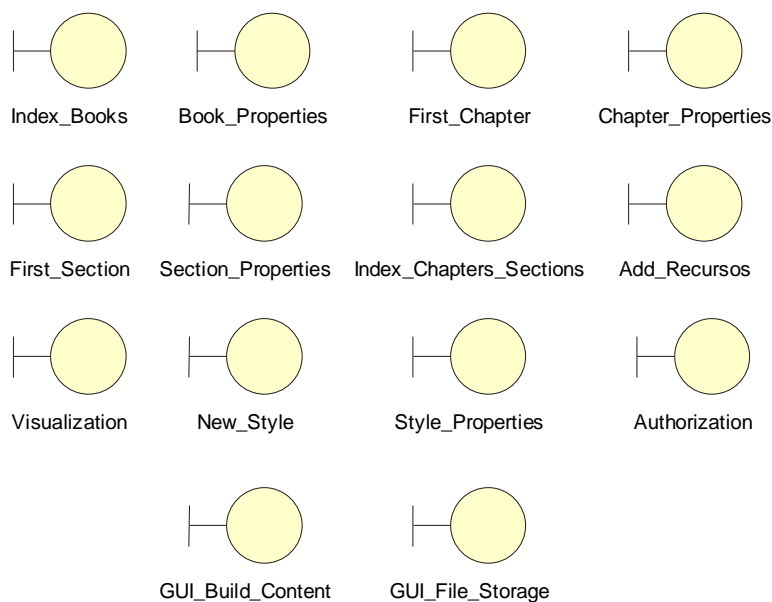 Index_Books Book_Properties First_Chapter Chapter_Properties
First_Section Section_Properties Index_Chapters_Sections Add_Recursos
Visualization New_Style Style_Properties Authorization
GUI_Build_Content GUI_File_Storage